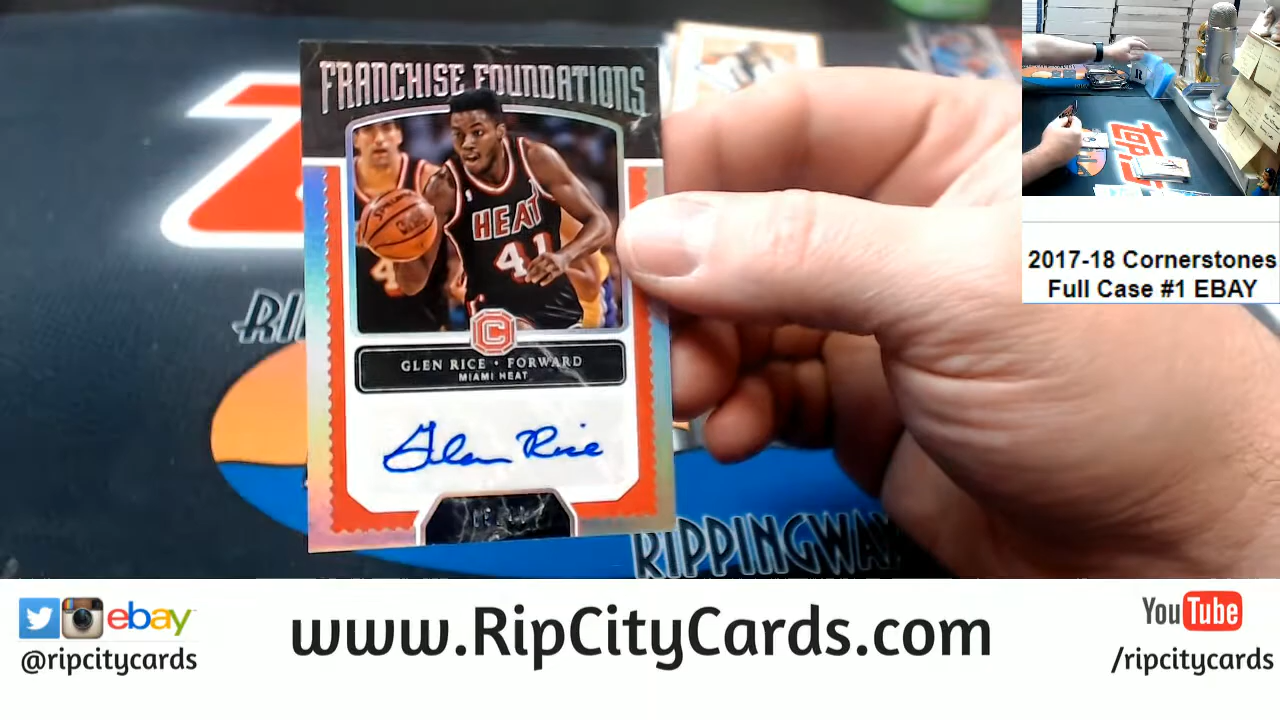 FRANCHISE FOUNDATIONS
HEAT
41
C
GLEN RICE • FORWARD
MIAMI HEAT
Glen Rice
RIPPINGWAX
2017-18 Cornerstones
Full Case #1 EBAY
ebay
@ripcitycards
www.RipCityCards.com
YouTube
/ripcitycards